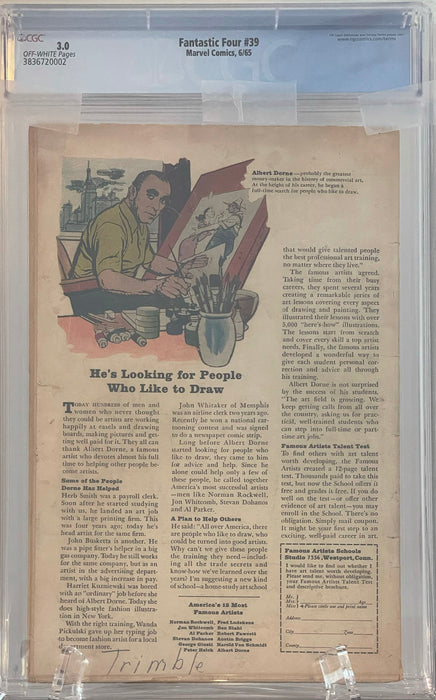 CGC
3.0
OFF-WHITE Pages
3836720002
Fantastic Four #39
Marvel Comics, 6/65
www.cgccomics.com/terms
Albert Dorne—probably the greatest
money-maker in the history of commercial art.
At the height of his career, he began a
full-time search for people who like to draw.
He's Looking for People
Who Like to Draw
TODAY HUNDREDS of men and
women who never thought
they could be artists are working
happily at easels and drawing
boards, making pictures and get-
ting well paid for it. They all can
thank Albert Dorne, a famous
artist who devotes almost his full
time to helping other people be-
come artists.
Some of the People
Dorne Has Helped
Herb Smith was a payroll clerk.
Soon after he started studying
with us, he landed an art job
with a large printing firm. This
was four years ago; today he's
head artist for the same firm.
John Busketta is another. He
was a pipe fitter's helper in a big
gas company. Today he still works
for the same company, but as an
artist in the advertising depart-
ment, with a big increase in pay.
Harriet Kuzniewski was bored
with an "ordinary" job before she
heard of Albert Dorne. Today she
does high-style fashion illustra-
tion in New York.
With the right training, Wanda
Pickulski gave up her typing job
to become fashion artist for a local
department store.
John Whitaker of Memphis
was an airline clerk two years ago.
Recently he won a national car-
tooning contest and was signed
to do a newspaper comic strip.
Long before Albert Dorne
started looking for people who
like to draw, they came to him
for advice and help. Since he
alone could help only a few of
these people, he called together
America's most successful artists
—men like Norman Rockwell,
Jon Whitcomb, Stevan Dohanos
and Al Parker.
A Plan to Help Others
He said: "All over America, there
are people who like to draw, who
could be turned into good artists.
Why can't we give these people
the training they need—includ-
ing all the trade secrets and
know-how we've learned over the
years? I'm suggesting a new kind
of school—a home-study art school
America's 12 Most
Famous Artists
Norman Rockwell, Fred Ludekens
Jon Whitcomb Ben Stahl
Al Parker Robert Fawcett
Stevan Dohanos Austin Briggs
George Giusti Harold Von Schmidt
Peter Helck Albert Dorne
that would give talented people
the best professional art training,
no matter where they live."
The famous artists agreed.
Taking time from their busy
careers, they spent several years
creating a remarkable series of
art lessons covering every aspect
of drawing and painting. They
illustrated their lessons with over
5,000 "here's-how" illustrations.
The lessons start from scratch
and cover every skill a top artist
needs. Finally, the famous artists
developed a wonderful way to
give each student personal cor-
rection and advice all through
his training.
Albert Dorne is not surprised
by the success of his students.
"The art field is growing. We're
keep getting calls from all over
the country, asking us for prac-
tical, well-trained students who
can step into full-time or part-
time art jobs."
Famous Artists Talent Test
To find others with art talent
worth developing, the Famous
Artists created a 12-page talent
test. Thousands paid to take this
test, but now the School offers it
free and grades it. If you do
well on the test—or offer other
evidence of art talent—you may
enroll in the School. There's no
obligation. Simply mail coupon.
It might be your first step to an
exciting, well-paid career in art.
Famous Artists Schools
Studio 7356, Westport, Conn.
I would like to find out whether I
have art talent worth developing.
Please send me, without obligation,
your Famous Artists Talent Test
and descriptive brochure.
Mr.
Mrs. Age
Miss Please circle one and print name
Address
City Zone
County
Trimble